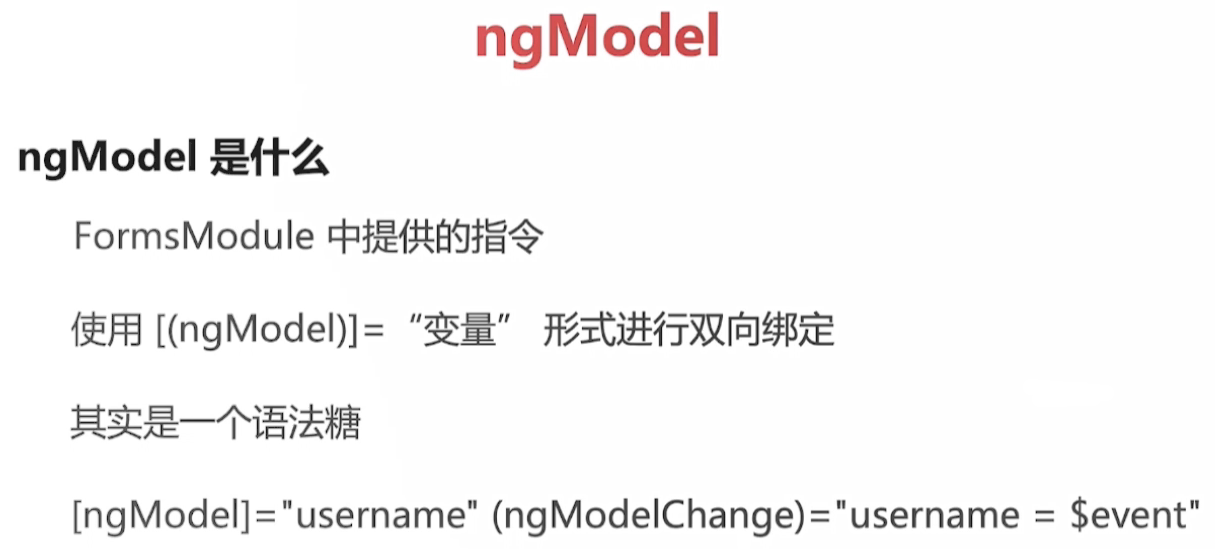 ngModel
ngModel 是什么
FormsModule 中提供的指令
使用 [(ngModel)]=“变量” 形式进行双向绑定
其实是一个语法糖
[ngModel]="username" (ngModelChange)="username = $event"